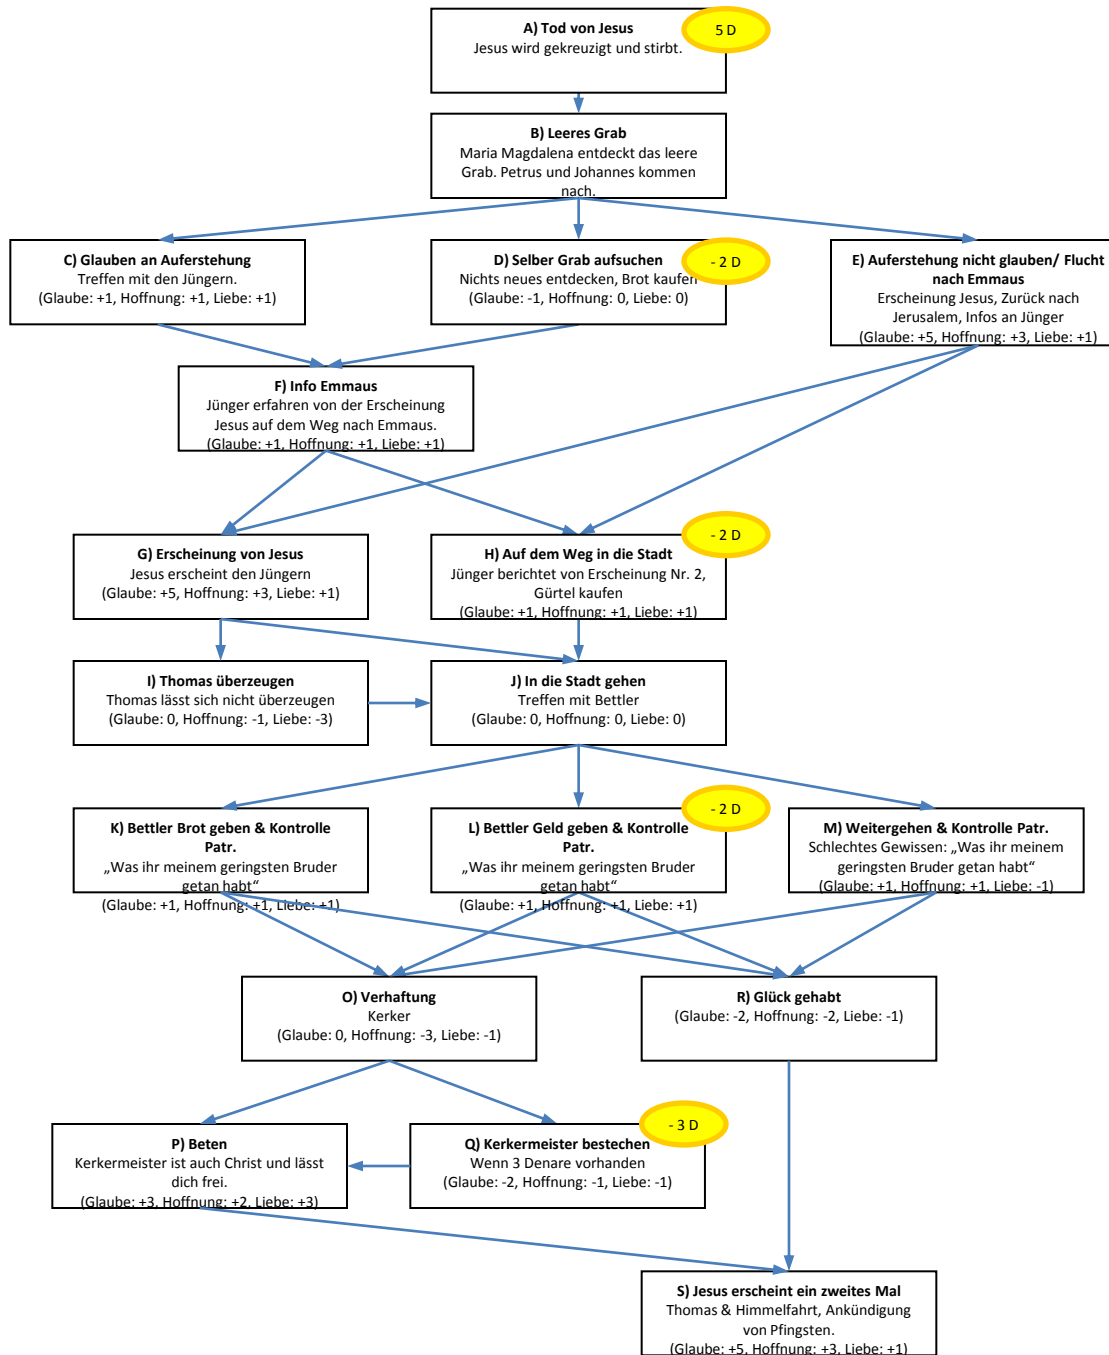 A) Tod von Jesus
Jesus wird gekreuzigt und stirbt.
5 D
B) Leeres Grab
Maria Magdalena entdeckt das leere
Grab. Petrus und Johannes kommen
nach.
C) Glauben an Auferstehung
Treffen mit den Jüngern.
(Glaube: +1, Hoffnung: +1, Liebe: +1)
D) Selber Grab aufsuchen
Nichts neues entdecken, Brot kaufen
(Glaube: -1, Hoffnung: 0, Liebe: 0)
- 2 D
E) Auferstehung nicht glauben/ Flucht
nach Emmaus
Erscheinung Jesus, Zurück nach
Jerusalem, Infos an Jünger
(Glaube: +5, Hoffnung: +3, Liebe: +1)
F) Info Emmaus
Jünger erfahren von der Erscheinung
Jesus auf dem Weg nach Emmaus.
(Glaube: +1, Hoffnung: +1, Liebe: +1)
G) Erscheinung von Jesus
Jesus erscheint den Jüngern
(Glaube: +5, Hoffnung: +3, Liebe: +1)
H) Auf dem Weg in die Stadt
Jünger berichtet von Erscheinung Nr. 2,
Gürtel kaufen
(Glaube: +1, Hoffnung: +1, Liebe: +1)
- 2 D
I) Thomas überzeugen
Thomas lässt sich nicht überzeugen
(Glaube: 0, Hoffnung: -1, Liebe: -3)
J) In die Stadt gehen
Treffen mit Bettler
(Glaube: 0, Hoffnung: 0, Liebe: 0)
K) Bettler Brot geben & Kontrolle
Patr.
„Was ihr meinem geringsten Bruder
getan habt“
(Glaube: +1, Hoffnung: +1, Liebe: +1)
L) Bettler Geld geben & Kontrolle
Patr.
„Was ihr meinem geringsten Bruder
getan habt“
(Glaube: +1, Hoffnung: +1, Liebe: +1)
- 2 D
M) Weitergehen & Kontrolle Patr.
Schlechtes Gewissen: „Was ihr meinem
geringsten Bruder getan habt“
(Glaube: +1, Hoffnung: +1, Liebe: -1)
O) Verhaftung
Kerker
(Glaube: 0, Hoffnung: -3, Liebe: -1)
R) Glück gehabt
(Glaube: -2, Hoffnung: -2, Liebe: -1)
P) Beten
Kerkermeister ist auch Christ und lässt
dich frei.
(Glaube: +3, Hoffnung: +2, Liebe: +3)
Q) Kerkermeister bestechen
Wenn 3 Denare vorhanden
(Glaube: -2, Hoffnung: -1, Liebe: -1)
- 3 D
S) Jesus erscheint ein zweites Mal
Thomas & Himmelfahrt, Ankündigung
von Pfingsten.
(Glaube: +5, Hoffnung: +3, Liebe: +1)